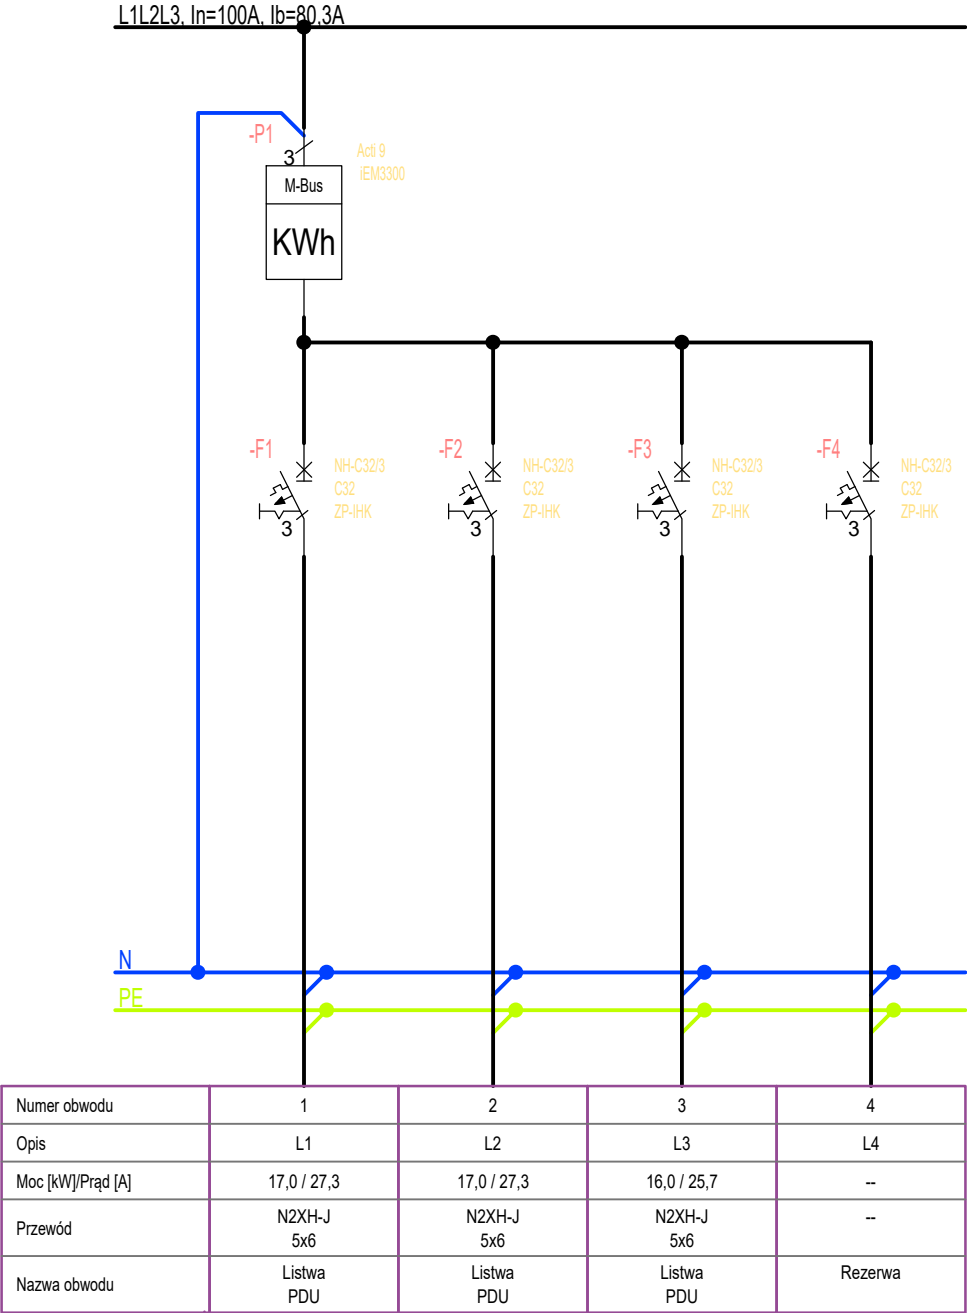 L1L2L3, In=100A, Ib=80,3A
-P1
3
Acti 9
iEM3300
M-Bus
KWh
-F1
NH-C32/3
C32
ZP-IHK
3
-F2
NH-C32/3
C32
ZP-IHK
3
-F3
NH-C32/3
C32
ZP-IHK
3
-F4
NH-C32/3
C32
ZP-IHK
3
N
PE
Numer obwodu 1 2 3 4
Opis L1 L2 L3 L4
Moc [kW]/Prąd [A] 17,0 / 27,3 17,0 / 27,3 16,0 / 25,7 --
Przewód N2XH-J N2XH-J N2XH-J --
5x6 5x6 5x6
Nazwa obwodu Listwa Listwa Listwa Rezerwa
PDU PDU PDU